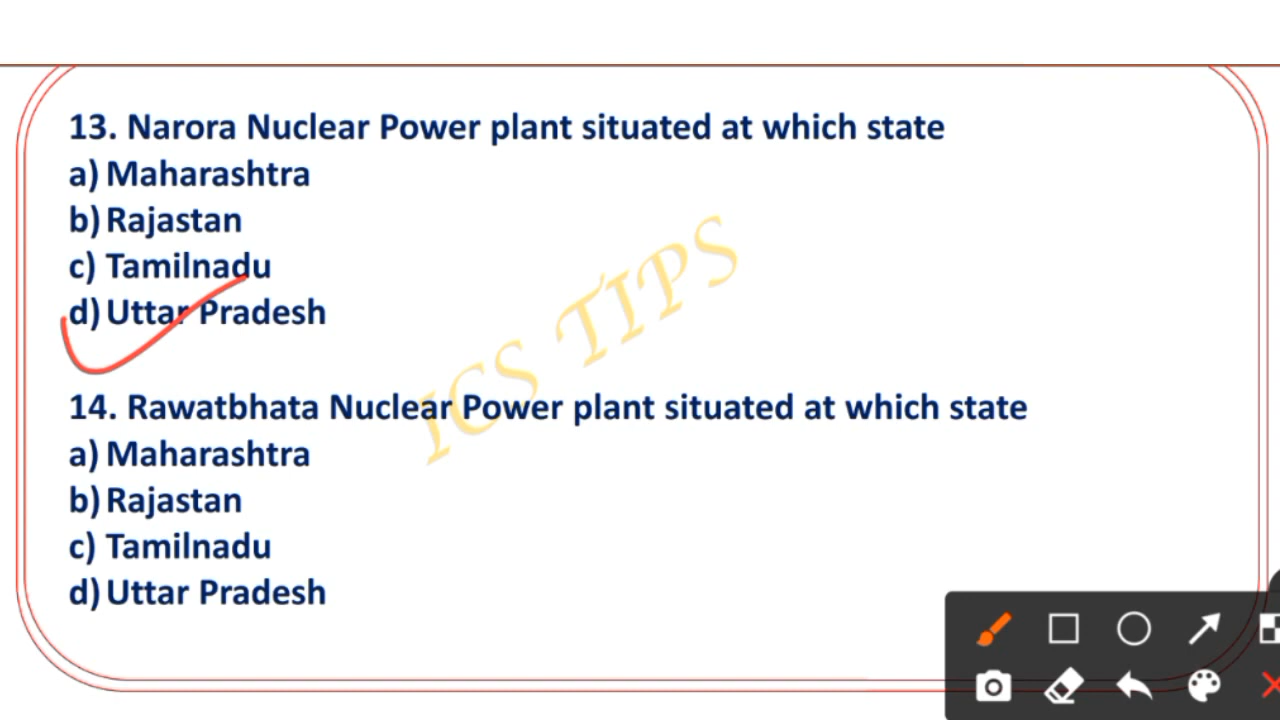 13. Narora Nuclear Power plant situated at which state
a) Maharashtra
b) Rajastan
c) Tamilnadu
d) Uttar Pradesh
ICS TIPS
14. Rawatbhata Nuclear Power plant situated at which state
a) Maharashtra
b) Rajastan
c) Tamilnadu
d) Uttar Pradesh